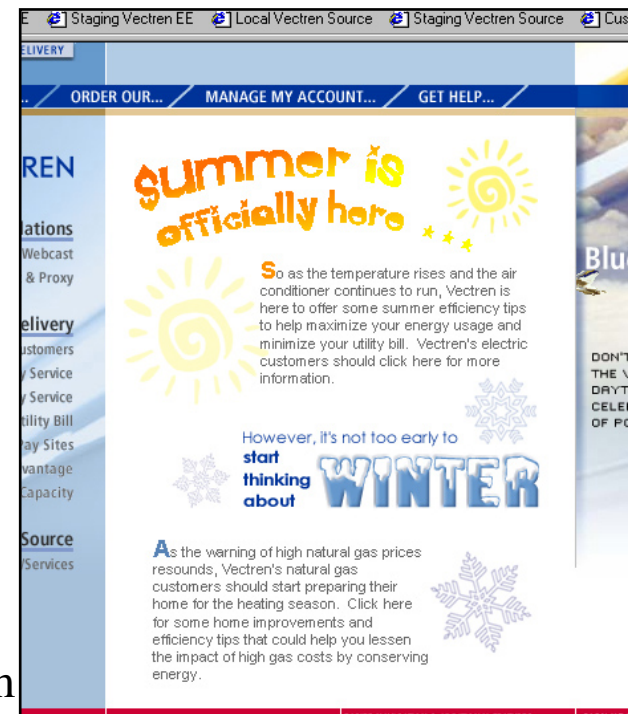 E Staging Vectren EE Local Vectren Source Staging Vectren Source Cus
ELIVERY
... ORDER OUR... MANAGE MY ACCOUNT... GET HELP...
REN
lations
Webcast
& Proxy
elivery
ustomers
y Service
y Service
tility Bill
Pay Sites
vantage
Capacity
Source
/Services
summer is
officially here ...
So as the temperature rises and the air
conditioner continues to run, Vectren is
here to offer some summer efficiency tips
to help maximize your energy usage and
minimize your utility bill. Vectren's electric
customers should click here for more
information.
However, it's not too early to
start
thinking
about
WINTER
As the warning of high natural gas prices
resounds, Vectren's natural gas
customers should start preparing their
home for the heating season. Click here
for some home improvements and
efficiency tips that could help you lessen
the impact of high gas costs by conserving
energy.
Blu
DON'T
THE V
DAYT
CELE
OF PO
n